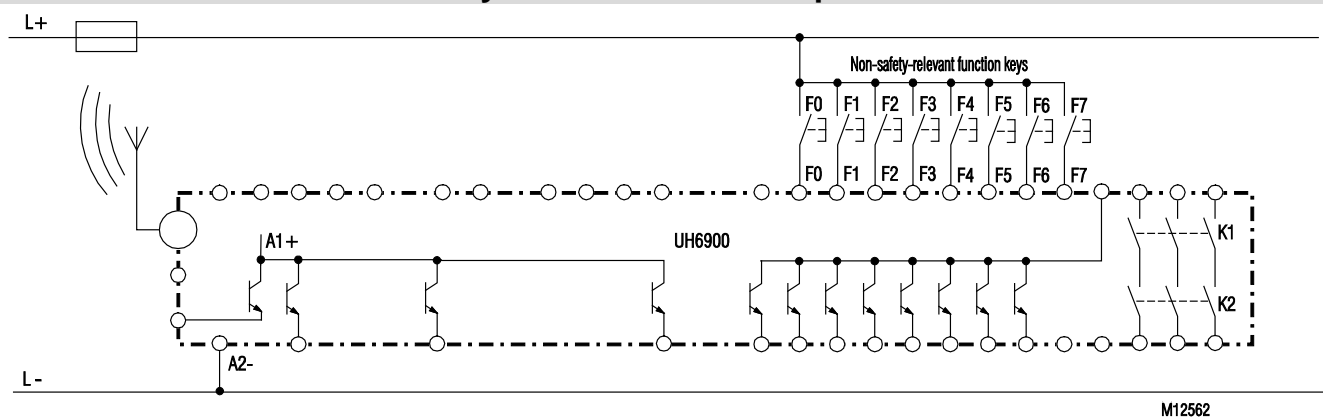 L+
Non-safety-relevant function keys
F0 F1 F2 F3 F4 F5 F6 F7
F0 F1 F2 F3 F4 F5 F6 F7
A1+
UH6900
K1
K2
A2-
L-
M12562